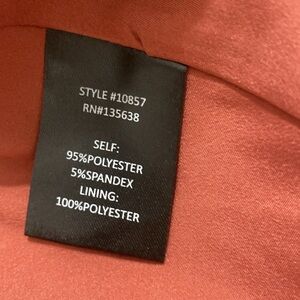 STYLE #10857
RN#135638
SELF:
95%POLYESTER
5%SPANDEX
LINING:
100%POLYESTER